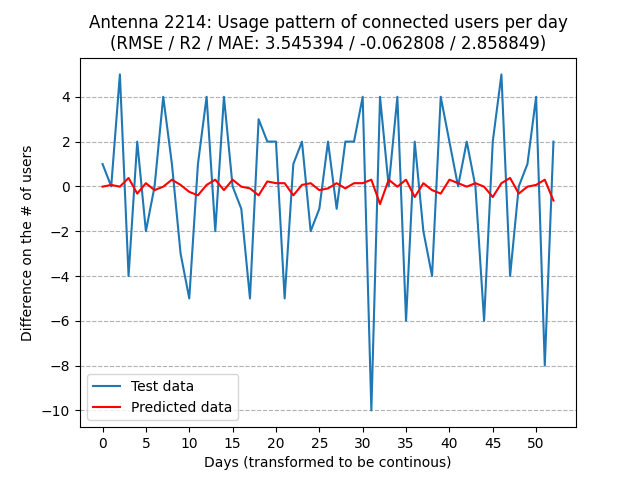 Antenna 2214: Usage pattern of connected users per day
(RMSE / R2 / MAE: 3.545394 / -0.062808 / 2.858849)
Difference on the # of users
4
2
0
−2
−4
−6
−8
−10
Test data
Predicted data
0 5 10 15 20 25 30 35 40 45 50
Days (transformed to be continous)